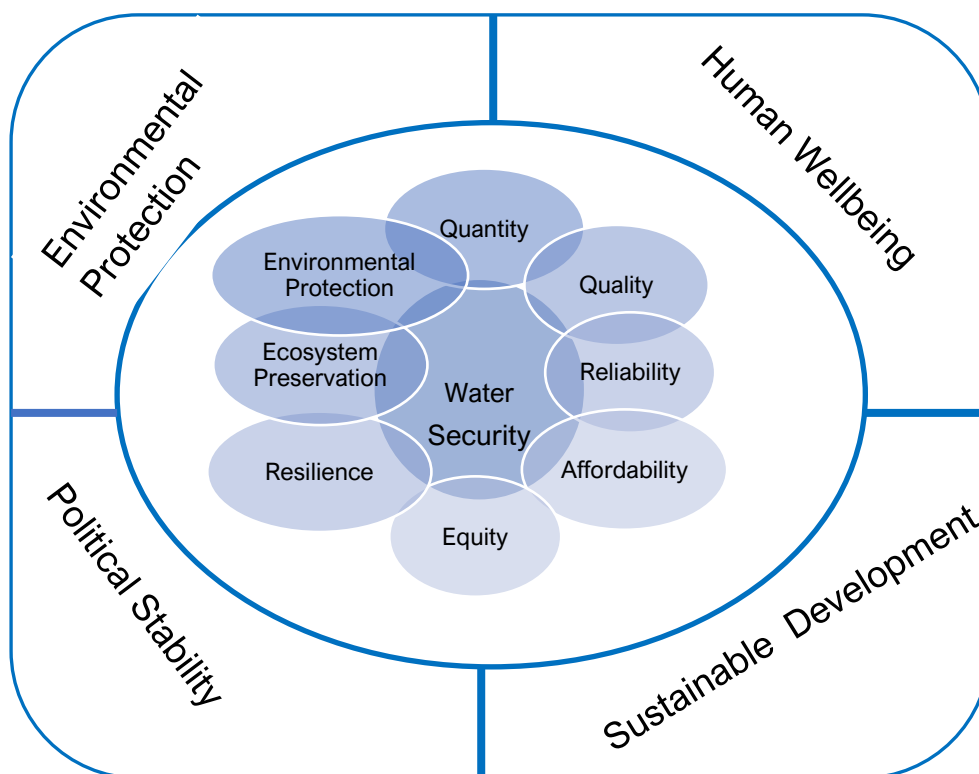 Environmental
Protection
Human Wellbeing
Quantity
Environmental
Protection
Quality
Ecosystem
Preservation
Water
Security
Reliability
Resilience
Affordability
Equity
Political Stability
Sustainable Development